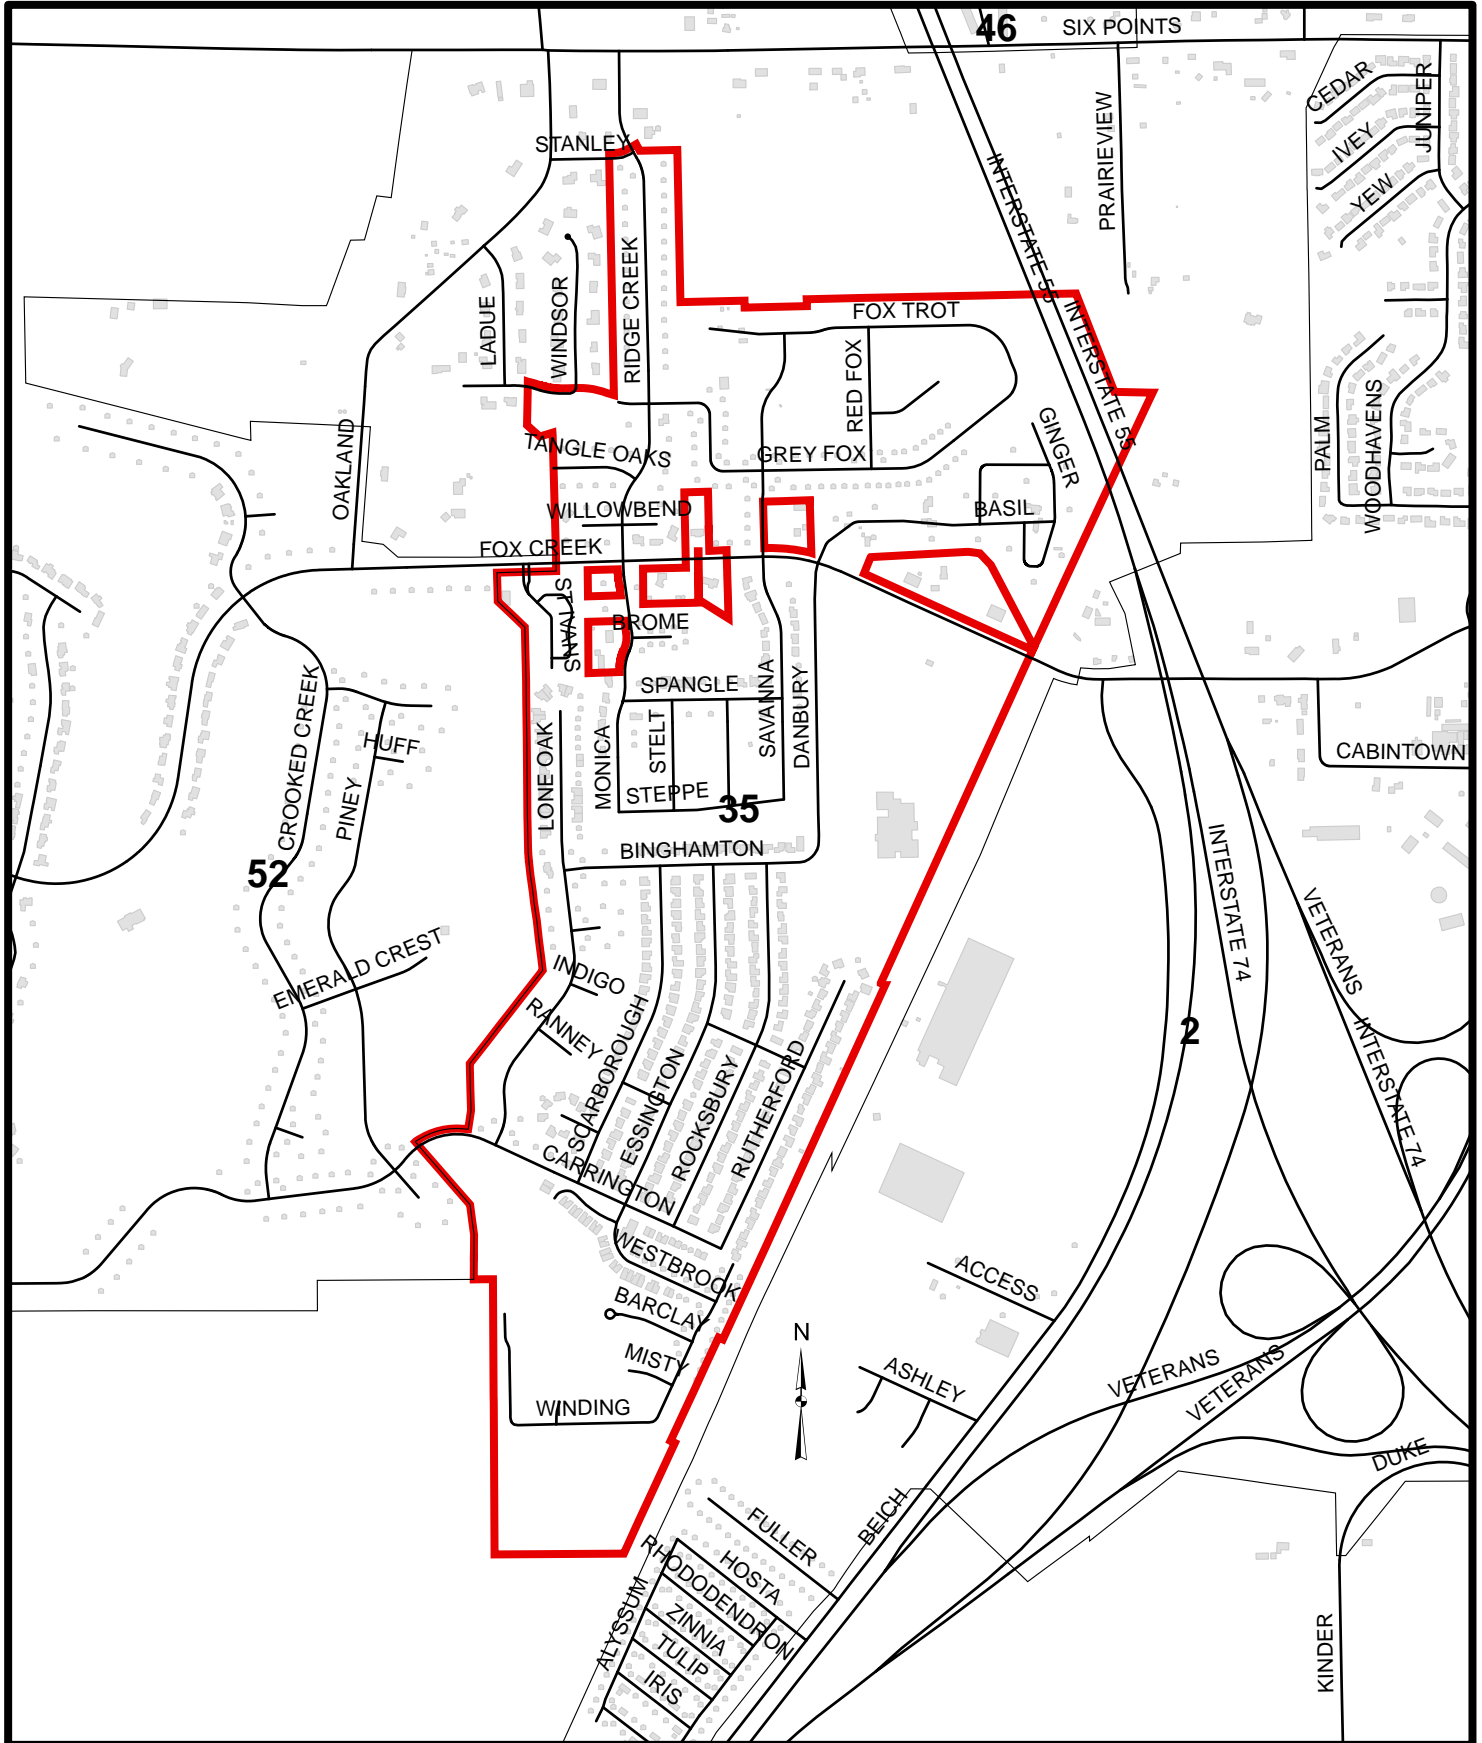 46
SIX POINTS
CEDAR
JUNIPER
IVEY
YEW
STANLEY
PRAIRIEVIEW
INTERSTATE 55
INTERSTATE 55
LADUE
WINDSOR
RIDGE CREEK
FOX TROT
RED FOX
GINGER
PALM
WOODHAVENS
OAKLAND
TANGLE OAKS
GREY FOX
WILLOWBEND
BASIL
FOX CREEK
ST IVANS
BROME
CROOKED CREEK
HUFF
PINEY
LONE OAK
MONICA
SPANGLE
STELT
SAVANNA
DANBURY
STEPPE
35
CABINTOWN
BINGHAMTON
52
INTERSTATE 74
VETERANS
EMERALD CREST
INDIGO
RANNEY
SCARBOROUGH
ESSINGTON
ROCKSBURY
RUTHERFORD
2
INTERSTATE 74
CARRINGTON
WESTBROOK
BARCLAY
MISTY
WINDING
ACCESS
N
ASHLEY
VETERANS
VETERANS
DUKE
BEICH
FULLER
HOSTA
RHODODENDRON
ZINNIA
TULIP
IRIS
ALYSSUM
KINDER